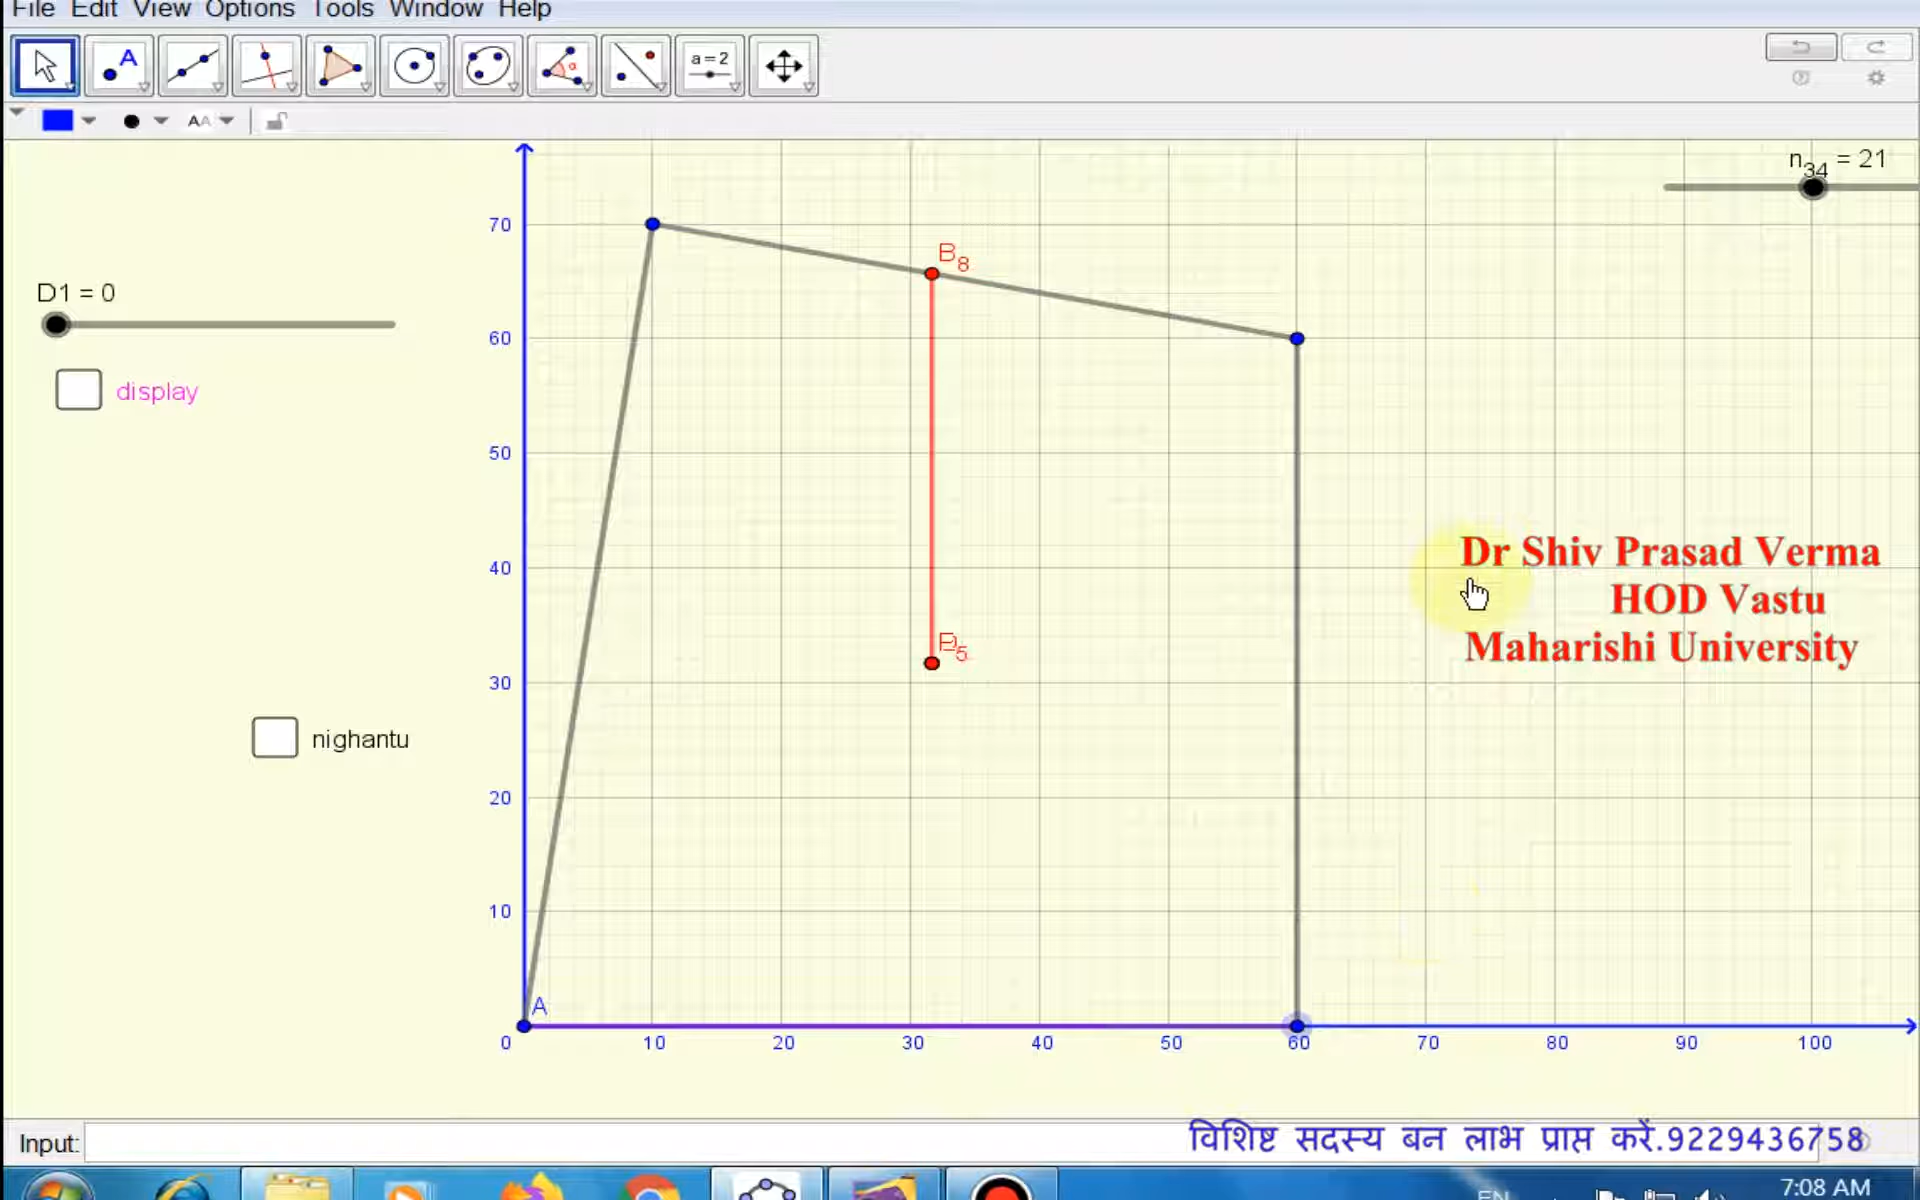 File Edit View Options Tools Window Help
A
a = 2
AA
n34 = 21
D1 = 0
display
nighantu
70
60
50
40
30
20
10
B8
A
0 10 20 30 40 50 60 70 80 90 100
Dr Shiv Prasad Verma
HOD Vastu
Maharishi University
Input:
विशिष्ट सदस्य बन लाभ प्राप्त करें.9229436758
EN
7:08 AM